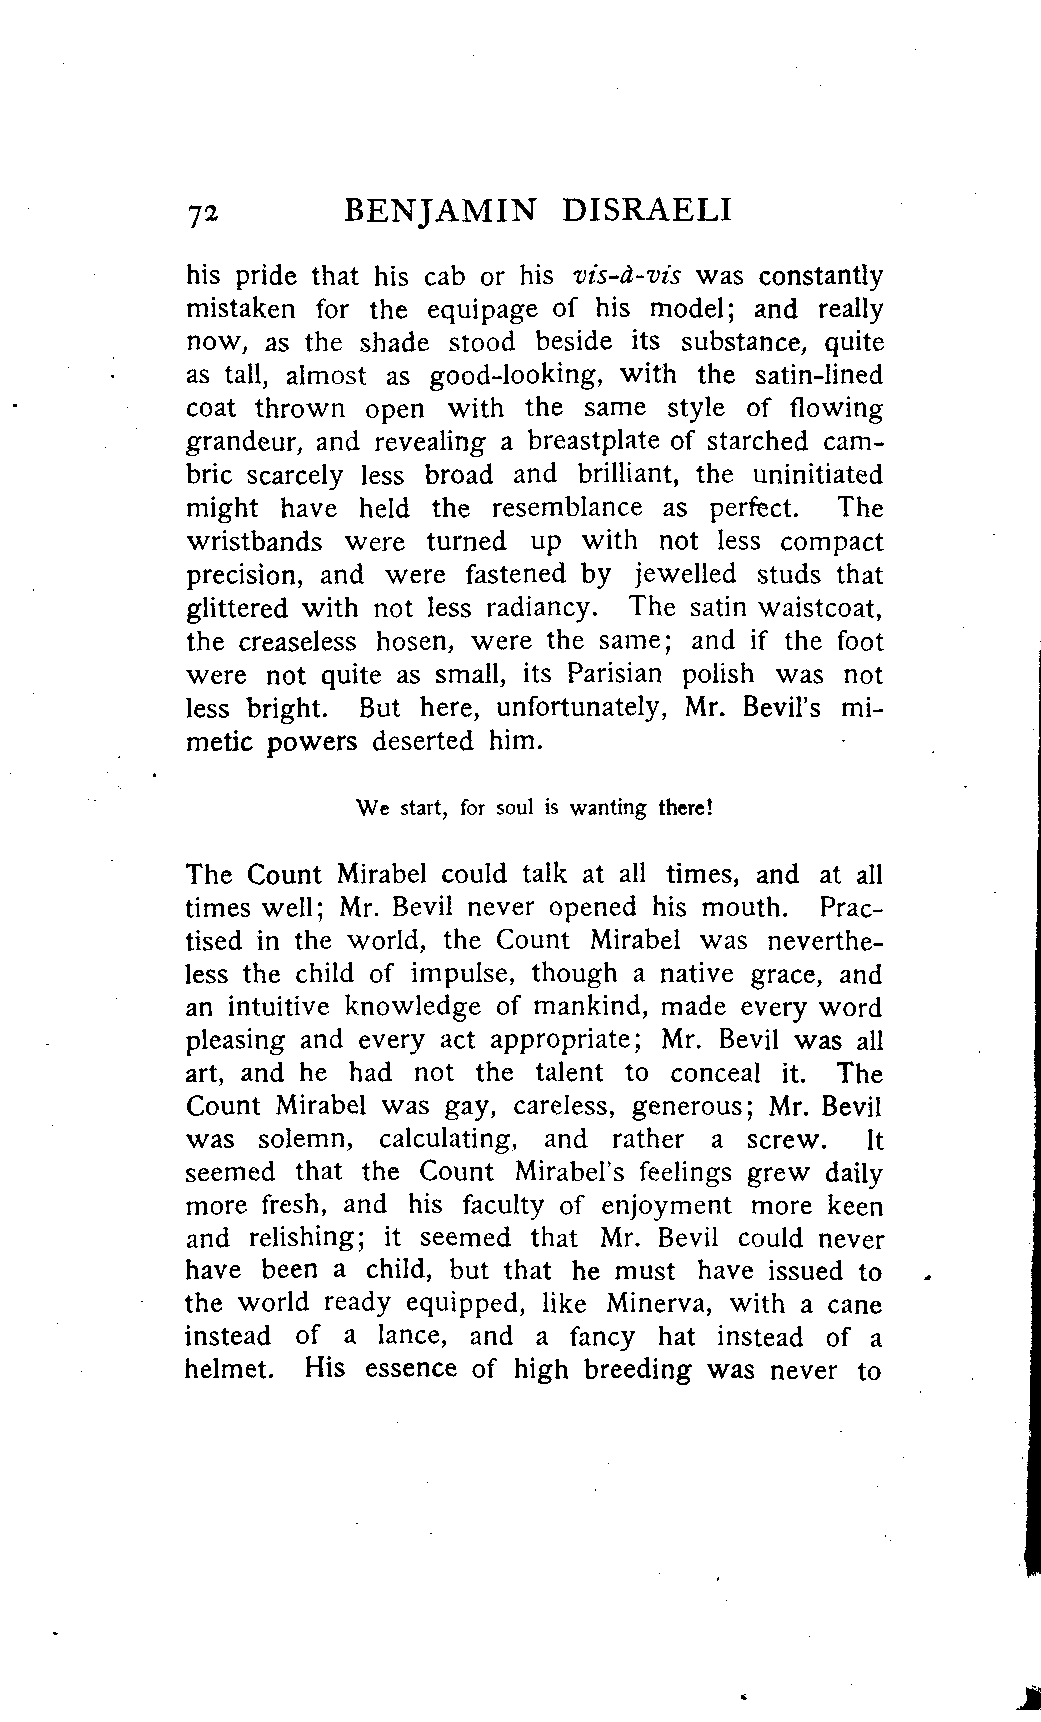 72 BENJAMIN DISRAELI
his pride that his cab or his vis-à-vis was constantly
mistaken for the equipage of his model; and really
now, as the shade stood beside its substance, quite
as tall, almost as good-looking, with the satin-lined
coat thrown open with the same style of flowing
grandeur, and revealing a breastplate of starched cam-
bric scarcely less broad and brilliant, the uninitiated
might have held the resemblance as perfect. The
wristbands were turned up with not less compact
precision, and were fastened by jewelled studs that
glittered with not less radiancy. The satin waistcoat,
the creaseless hosen, were the same; and if the foot
were not quite as small, its Parisian polish was not
less bright. But here, unfortunately, Mr. Bevil's mi-
metic powers deserted him.
We start, for soul is wanting there!
The Count Mirabel could talk at all times, and at all
times well; Mr. Bevil never opened his mouth. Prac-
tised in the world, the Count Mirabel was neverthe-
less the child of impulse, though a native grace, and
an intuitive knowledge of mankind, made every word
pleasing and every act appropriate; Mr. Bevil was all
art, and he had not the talent to conceal it. The
Count Mirabel was gay, careless, generous; Mr. Bevil
was solemn, calculating, and rather a screw. It
seemed that the Count Mirabel's feelings grew daily
more fresh, and his faculty of enjoyment more keen
and relishing; it seemed that Mr. Bevil could never
have been a child, but that he must have issued to
the world ready equipped, like Minerva, with a cane
instead of a lance, and a fancy hat instead of a
helmet. His essence of high breeding was never to